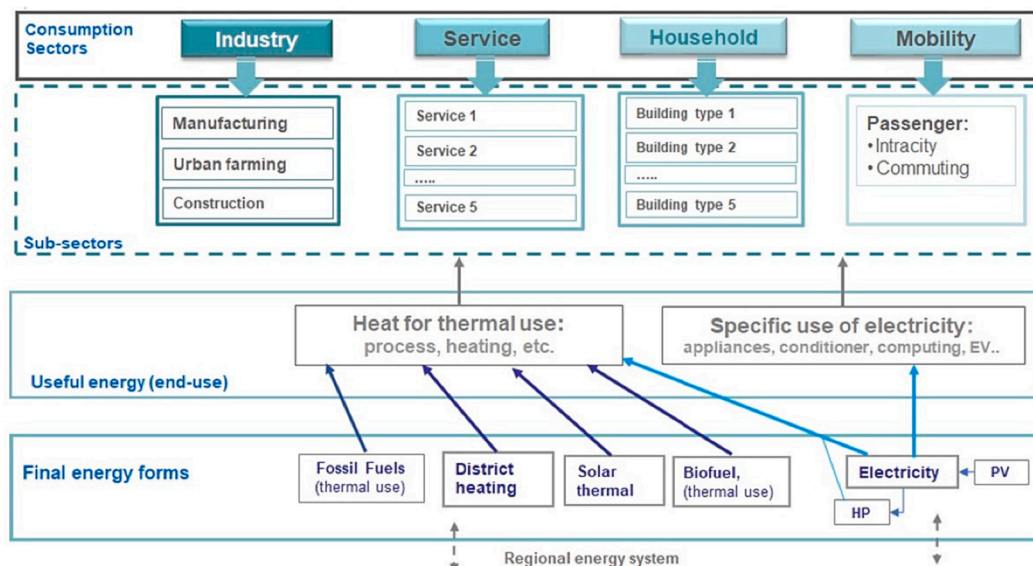 Consumption
Sectors
Industry
Service
Household
Mobility
Manufacturing
Urban farming
Construction
Service 1
Service 2
.....
Service 5
Building type 1
Building type 2
.....
Building type 5
Passenger:
•Intracity
•Commuting
Sub-sectors
Heat for thermal use:
process, heating, etc.
Specific use of electricity:
appliances, conditioner, computing, EV..
Useful energy (end-use)
Final energy forms
Fossil Fuels
(thermal use)
District
heating
Solar
thermal
Biofuel,
(thermal use)
Electricity
PV
HP
Regional energy system